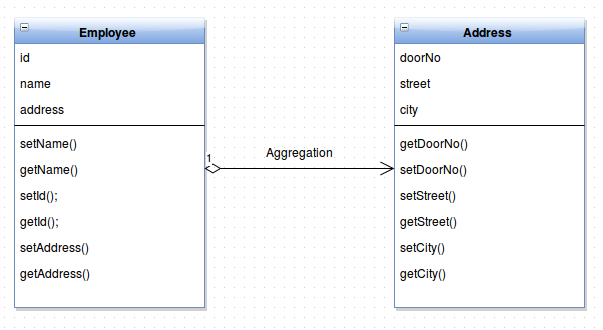 Employee
id
name
address
setName()
getName()
setId();
getId();
setAddress()
getAddress()
1
Aggregation
Address
doorNo
street
city
getDoorNo()
setDoorNo()
setStreet()
getStreet()
setCity()
getCity()